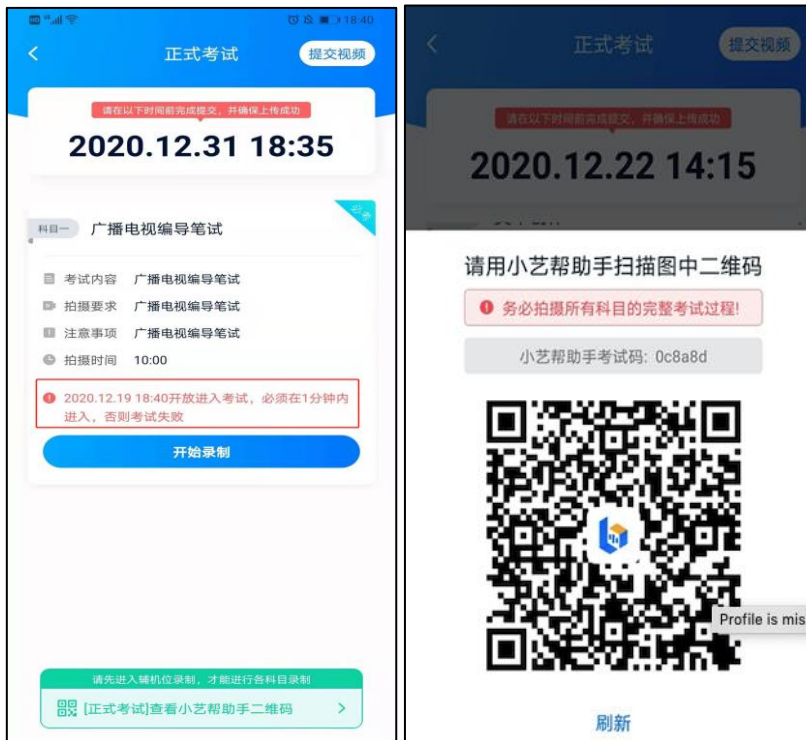 HD 18:40
正式考试
提交视频
请在以下时间前完成提交，并确保上传成功
2020.12.31 18:35
必考
科目一 广播电视编导笔试
考试内容 广播电视编导笔试
拍摄要求 广播电视编导笔试
注意事项 广播电视编导笔试
拍摄时间 10:00
2020.12.19 18:40开放进入考试，必须在1分钟内
进入，否则考试失败
开始录制
请先进入辅机位录制，才能进行各科目录制
[正式考试]查看小艺帮助手二维码
正式考试
提交视频
请在以下时间前完成提交，并确保上传成功
2020.12.22 14:15
请用小艺帮助手扫描图中二维码
务必拍摄所有科目的完整考试过程!
小艺帮助手考试码: 0c8a8d
Profile is mis
刷新